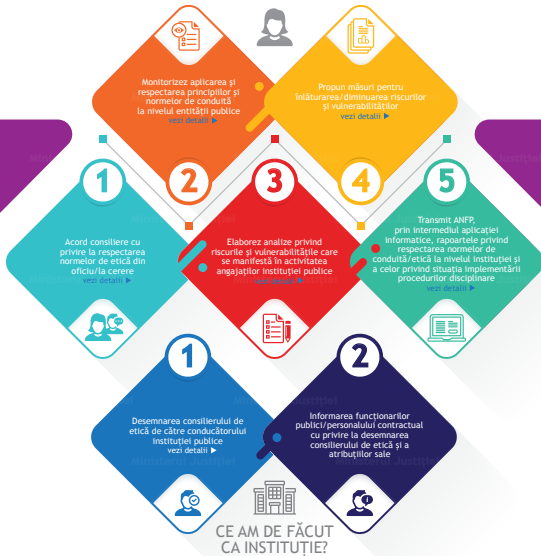 Monitorizez aplicarea și
respectarea principiilor și
normelor de conduită
la nivelul entității publice
vezi detalii
Propun măsuri pentru
înlăturarea/diminuarea riscurilor
și vulnerabilităților
vezi detalii
1
2
3
4
5
Acord consiliere cu
privire la respectarea
normelor de etică din
oficiu/la cerere
vezi detalii
Elaborez analize privind
riscurile și vulnerabilitățile care
se manifestă în activitatea
angajaților instituției publice
vezi detalii
Transmit ANFP,
prin intermediul aplicației
informatice, rapoartele privind
respectarea normelor de
conduită/etică la nivelul instituției și
a celor privind situația implementării
procedurilor disciplinare
vezi detalii
1
2
Desemnarea consilierului de
etică de către conducătorului
instituției publice
vezi detalii
Informarea funcționarilor
publici/personalului contractual
cu privire la desemnarea
consilierului de etică și a
atribuțiilor sale
Ministerul Justiției
CE AM DE FĂCUT
CA INSTITUȚIE?